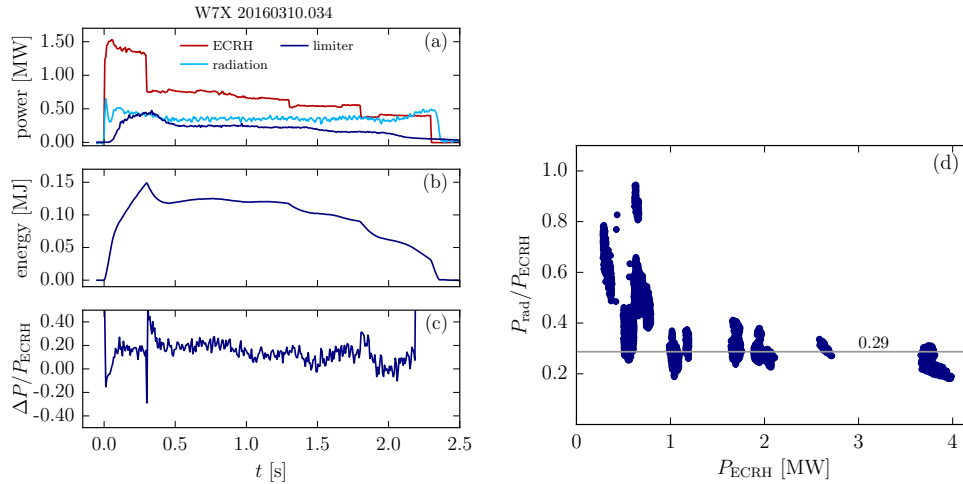 W7X 20160310.034
(a)
ECRH
limiter
radiation
power [MW]
1.50
1.00
0.50
0.00
(b)
energy [MJ]
0.15
0.10
0.05
0.00
(c)
ΔP/P_ECRH
0.40
0.20
0.00
-0.20
-0.40
0.0 0.5 1.0 1.5 2.0 2.5
t [s]
(d)
P_rad/P_ECRH
1.0
0.8
0.6
0.4
0.2
0.29
0 1 2 3 4
P_ECRH [MW]